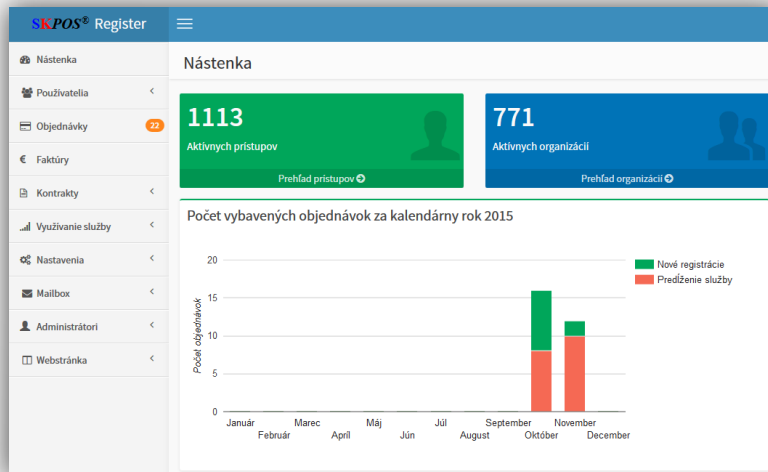 SKPOS® Register
Nástenka
Používatelia
Objednávky 22
€ Faktúry
Kontrakty
Využívanie služby
Nastavenia
Mailbox
Administrátori
Webstránka
Nástenka
1113
Aktívnych prístupov
Prehľad prístupov
771
Aktívnych organizácií
Prehľad organizácií
Počet vybavených objednávok za kalendárny rok 2015
Počet objednávok
20
15
10
5
0
Január
Február
Marec
Apríl
Máj
Jún
Júl
August
September
Október
November
December
Nové registrácie
Predĺženie služby